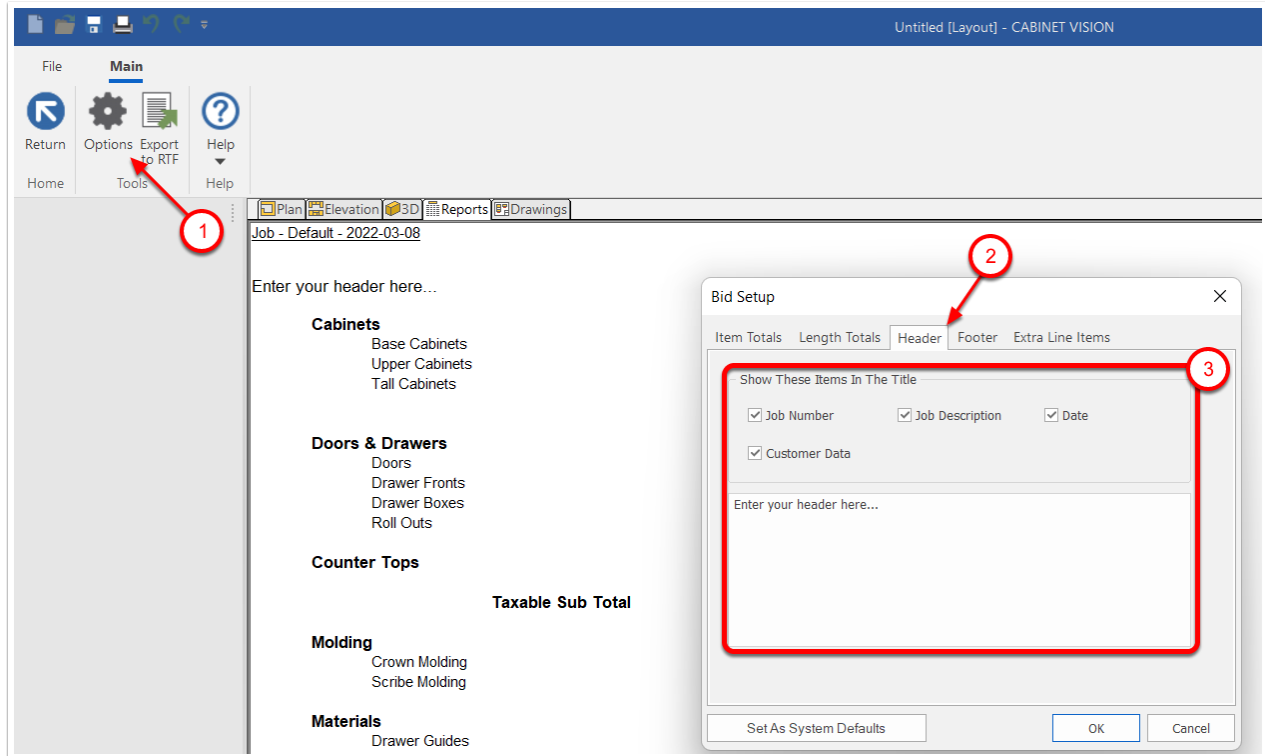 Untitled [Layout] - CABINET VISION
File Main
Return Options Export to RTF Help
Home Tools Help
1
Plan Elevation 3D Reports Drawings
Job - Default - 2022-03-08
2
Enter your header here...
Cabinets
Base Cabinets
Upper Cabinets
Tall Cabinets
Doors & Drawers
Doors
Drawer Fronts
Drawer Boxes
Roll Outs
Counter Tops
Taxable Sub Total
Molding
Crown Molding
Scribe Molding
Materials
Drawer Guides
Bid Setup
Item Totals Length Totals Header Footer Extra Line Items
3
Show These Items In The Title
Job Number Job Description Date
Customer Data
Enter your header here...
Set As System Defaults OK Cancel